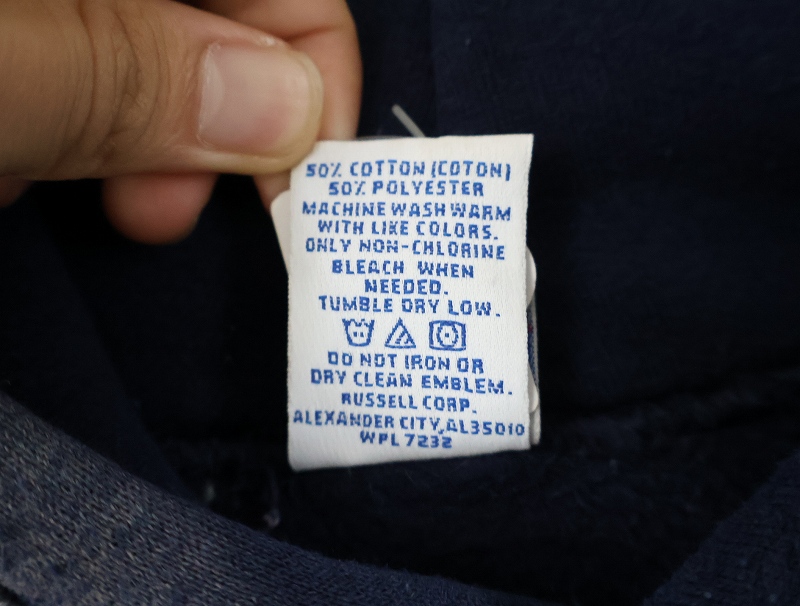 50% COTTON (COTON)
50% POLYESTER
MACHINE WASH WARM
WITH LIKE COLORS.
ONLY NON-CHLORINE
BLEACH WHEN
NEEDED.
TUMBLE DRY LOW.
DO NOT IRON OR
DRY CLEAN EMBLEM.
RUSSELL CORP.
ALEXANDER CITY, AL35010
WPL 7232